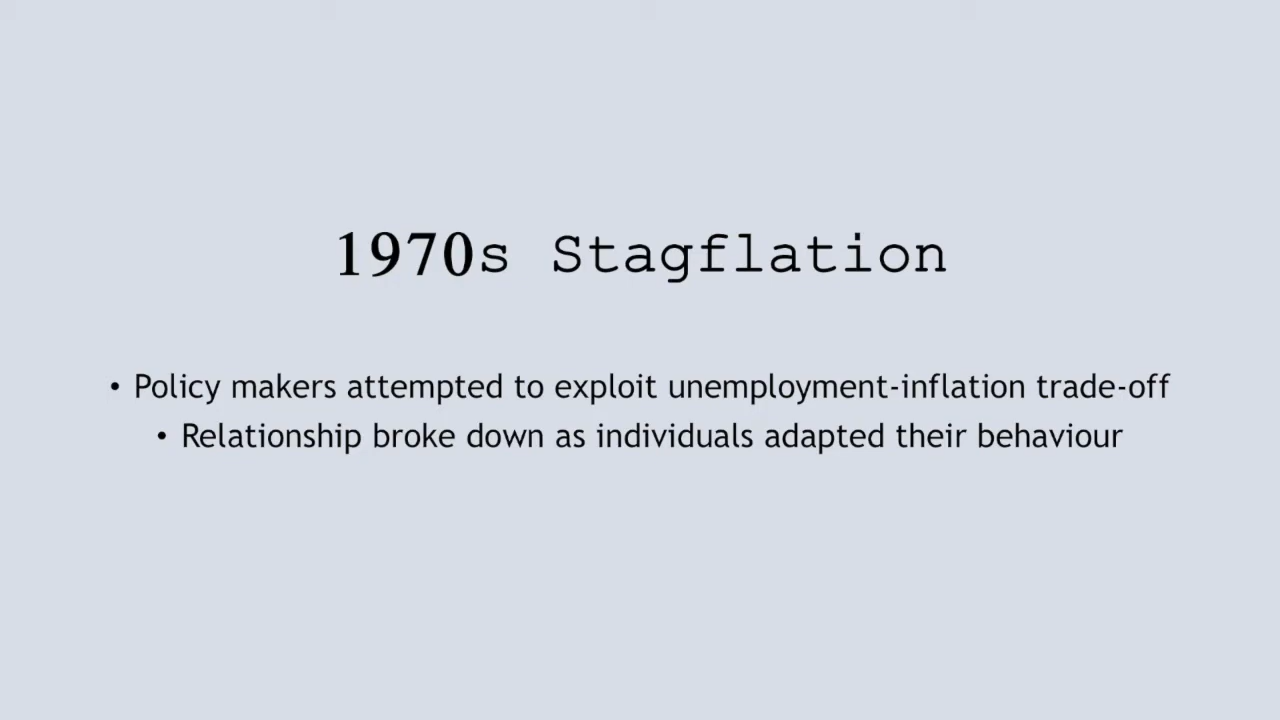 1970s Stagflation
• Policy makers attempted to exploit unemployment-inflation trade-off
• Relationship broke down as individuals adapted their behaviour